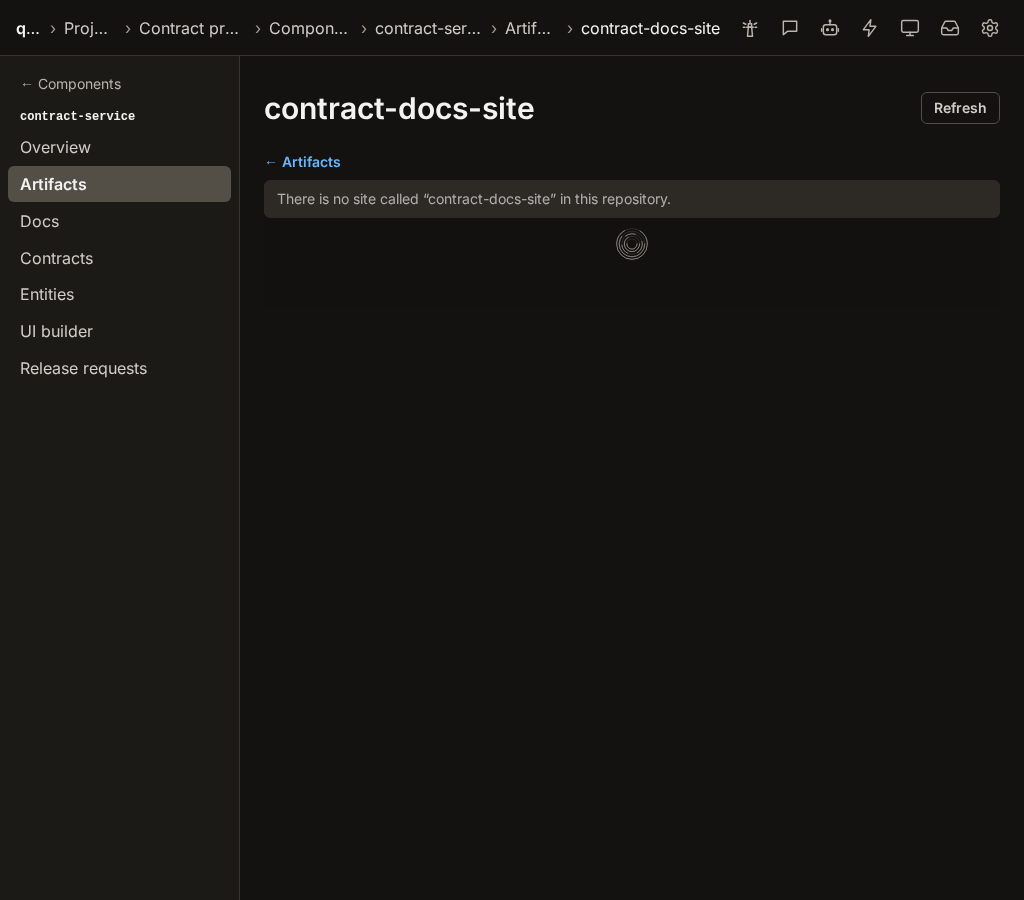 q... › Proj... › Contract pr... › Compon... › contract-ser... › Artif... › contract-docs-site
← Components
contract-service
Overview
Artifacts
Docs
Contracts
Entities
UI builder
Release requests
contract-docs-site
Refresh
← Artifacts
There is no site called “contract-docs-site” in this repository.